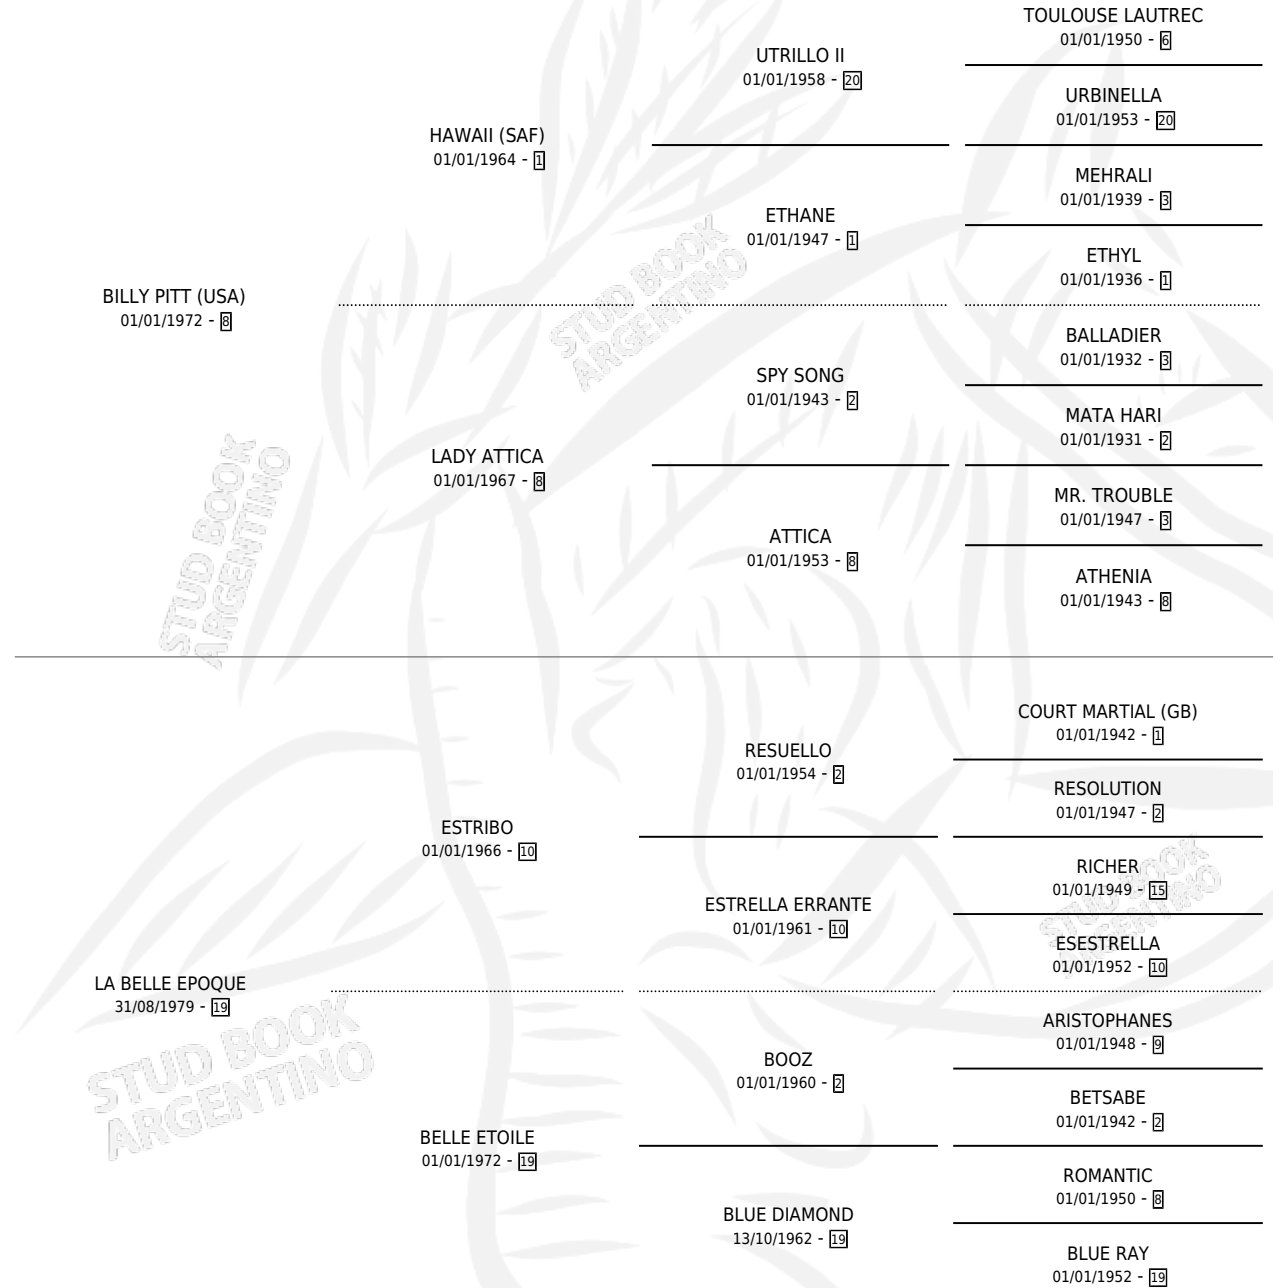 TOULOUSE LAUTREC
01/01/1950 - 6
UTRILLO II
01/01/1958 - 20
URBINELLA
01/01/1953 - 20
HAWAII (SAF)
01/01/1964 - 1
MEHRALI
01/01/1939 - 3
ETHANE
01/01/1947 - 1
ETHYL
01/01/1936 - 1
BILLY PITT (USA)
01/01/1972 - 8
BALLADIER
01/01/1932 - 3
SPY SONG
01/01/1943 - 2
MATA HARI
01/01/1931 - 2
LADY ATTICA
01/01/1967 - 8
MR. TROUBLE
01/01/1947 - 3
ATTICA
01/01/1953 - 8
ATHENIA
01/01/1943 - 8
COURT MARTIAL (GB)
01/01/1942 - 1
RESUELLO
01/01/1954 - 2
RESOLUTION
01/01/1947 - 2
ESTRIBO
01/01/1966 - 10
RICHER
01/01/1949 - 15
ESTRELLA ERRANTE
01/01/1961 - 10
ESESTRELLA
01/01/1952 - 10
LA BELLE EPOQUE
31/08/1979 - 19
ARISTOPHANES
01/01/1948 - 9
BOOZ
01/01/1960 - 2
BETSABE
01/01/1942 - 2
BELLE ETOILE
01/01/1972 - 19
ROMANTIC
01/01/1950 - 8
BLUE DIAMOND
13/10/1962 - 19
BLUE RAY
01/01/1952 - 19
STUD BOOK
ARGENTINO
STUD BOOK
ARGENTINO
STUD BOOK
ARGENTINO
STUD BOOK
ARGENTINO